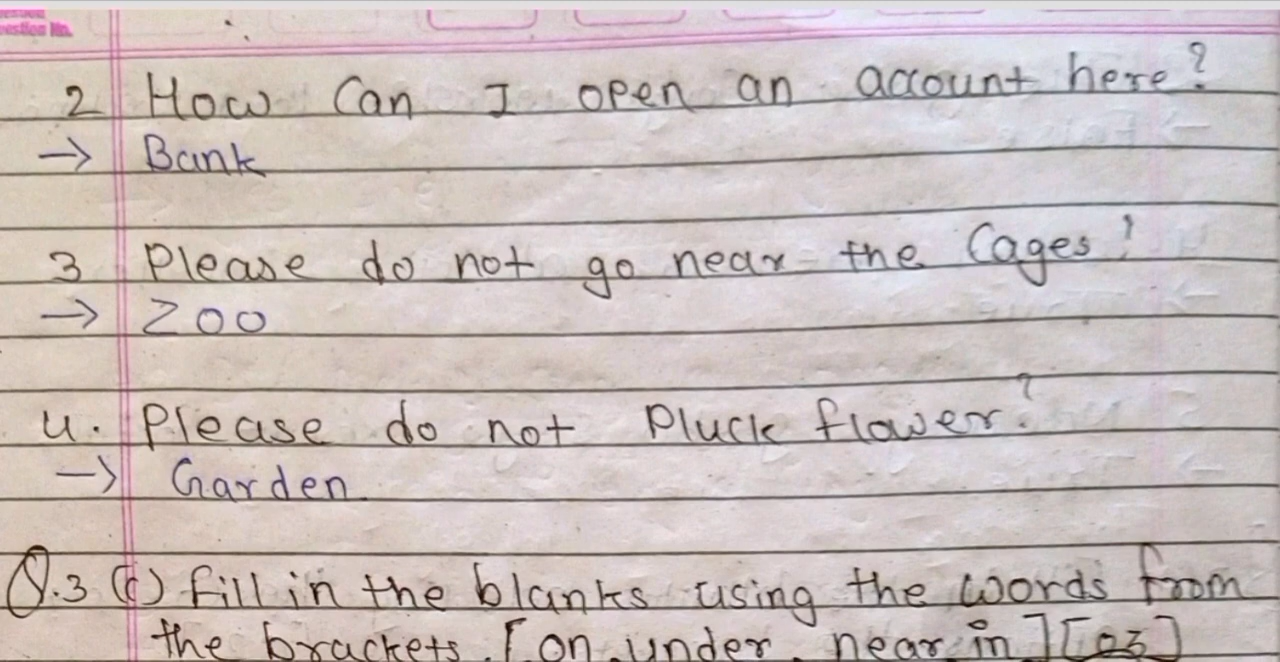 uestion No.
2 How Can I open an account here?
→ Bank
3 Please do not go near the Cages!
→ Zoo
4. Please do not Pluck flower?
→ Garden
Q.3 (C) fill in the blanks using the words from
the brackets. [on, under, near in] [03]